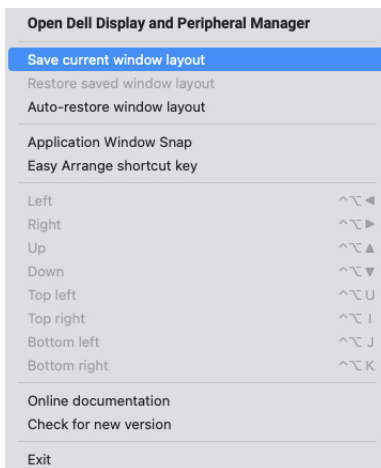 Open Dell Display and Peripheral Manager
Save current window layout
Restore saved window layout
Auto-restore window layout
Application Window Snap
Easy Arrange shortcut key
Left ^⌥◀
Right ^⌥▶
Up ^⌥▲
Down ^⌥▼
Top left ^⌥U
Top right ^⌥I
Bottom left ^⌥J
Bottom right ^⌥K
Online documentation
Check for new version
Exit